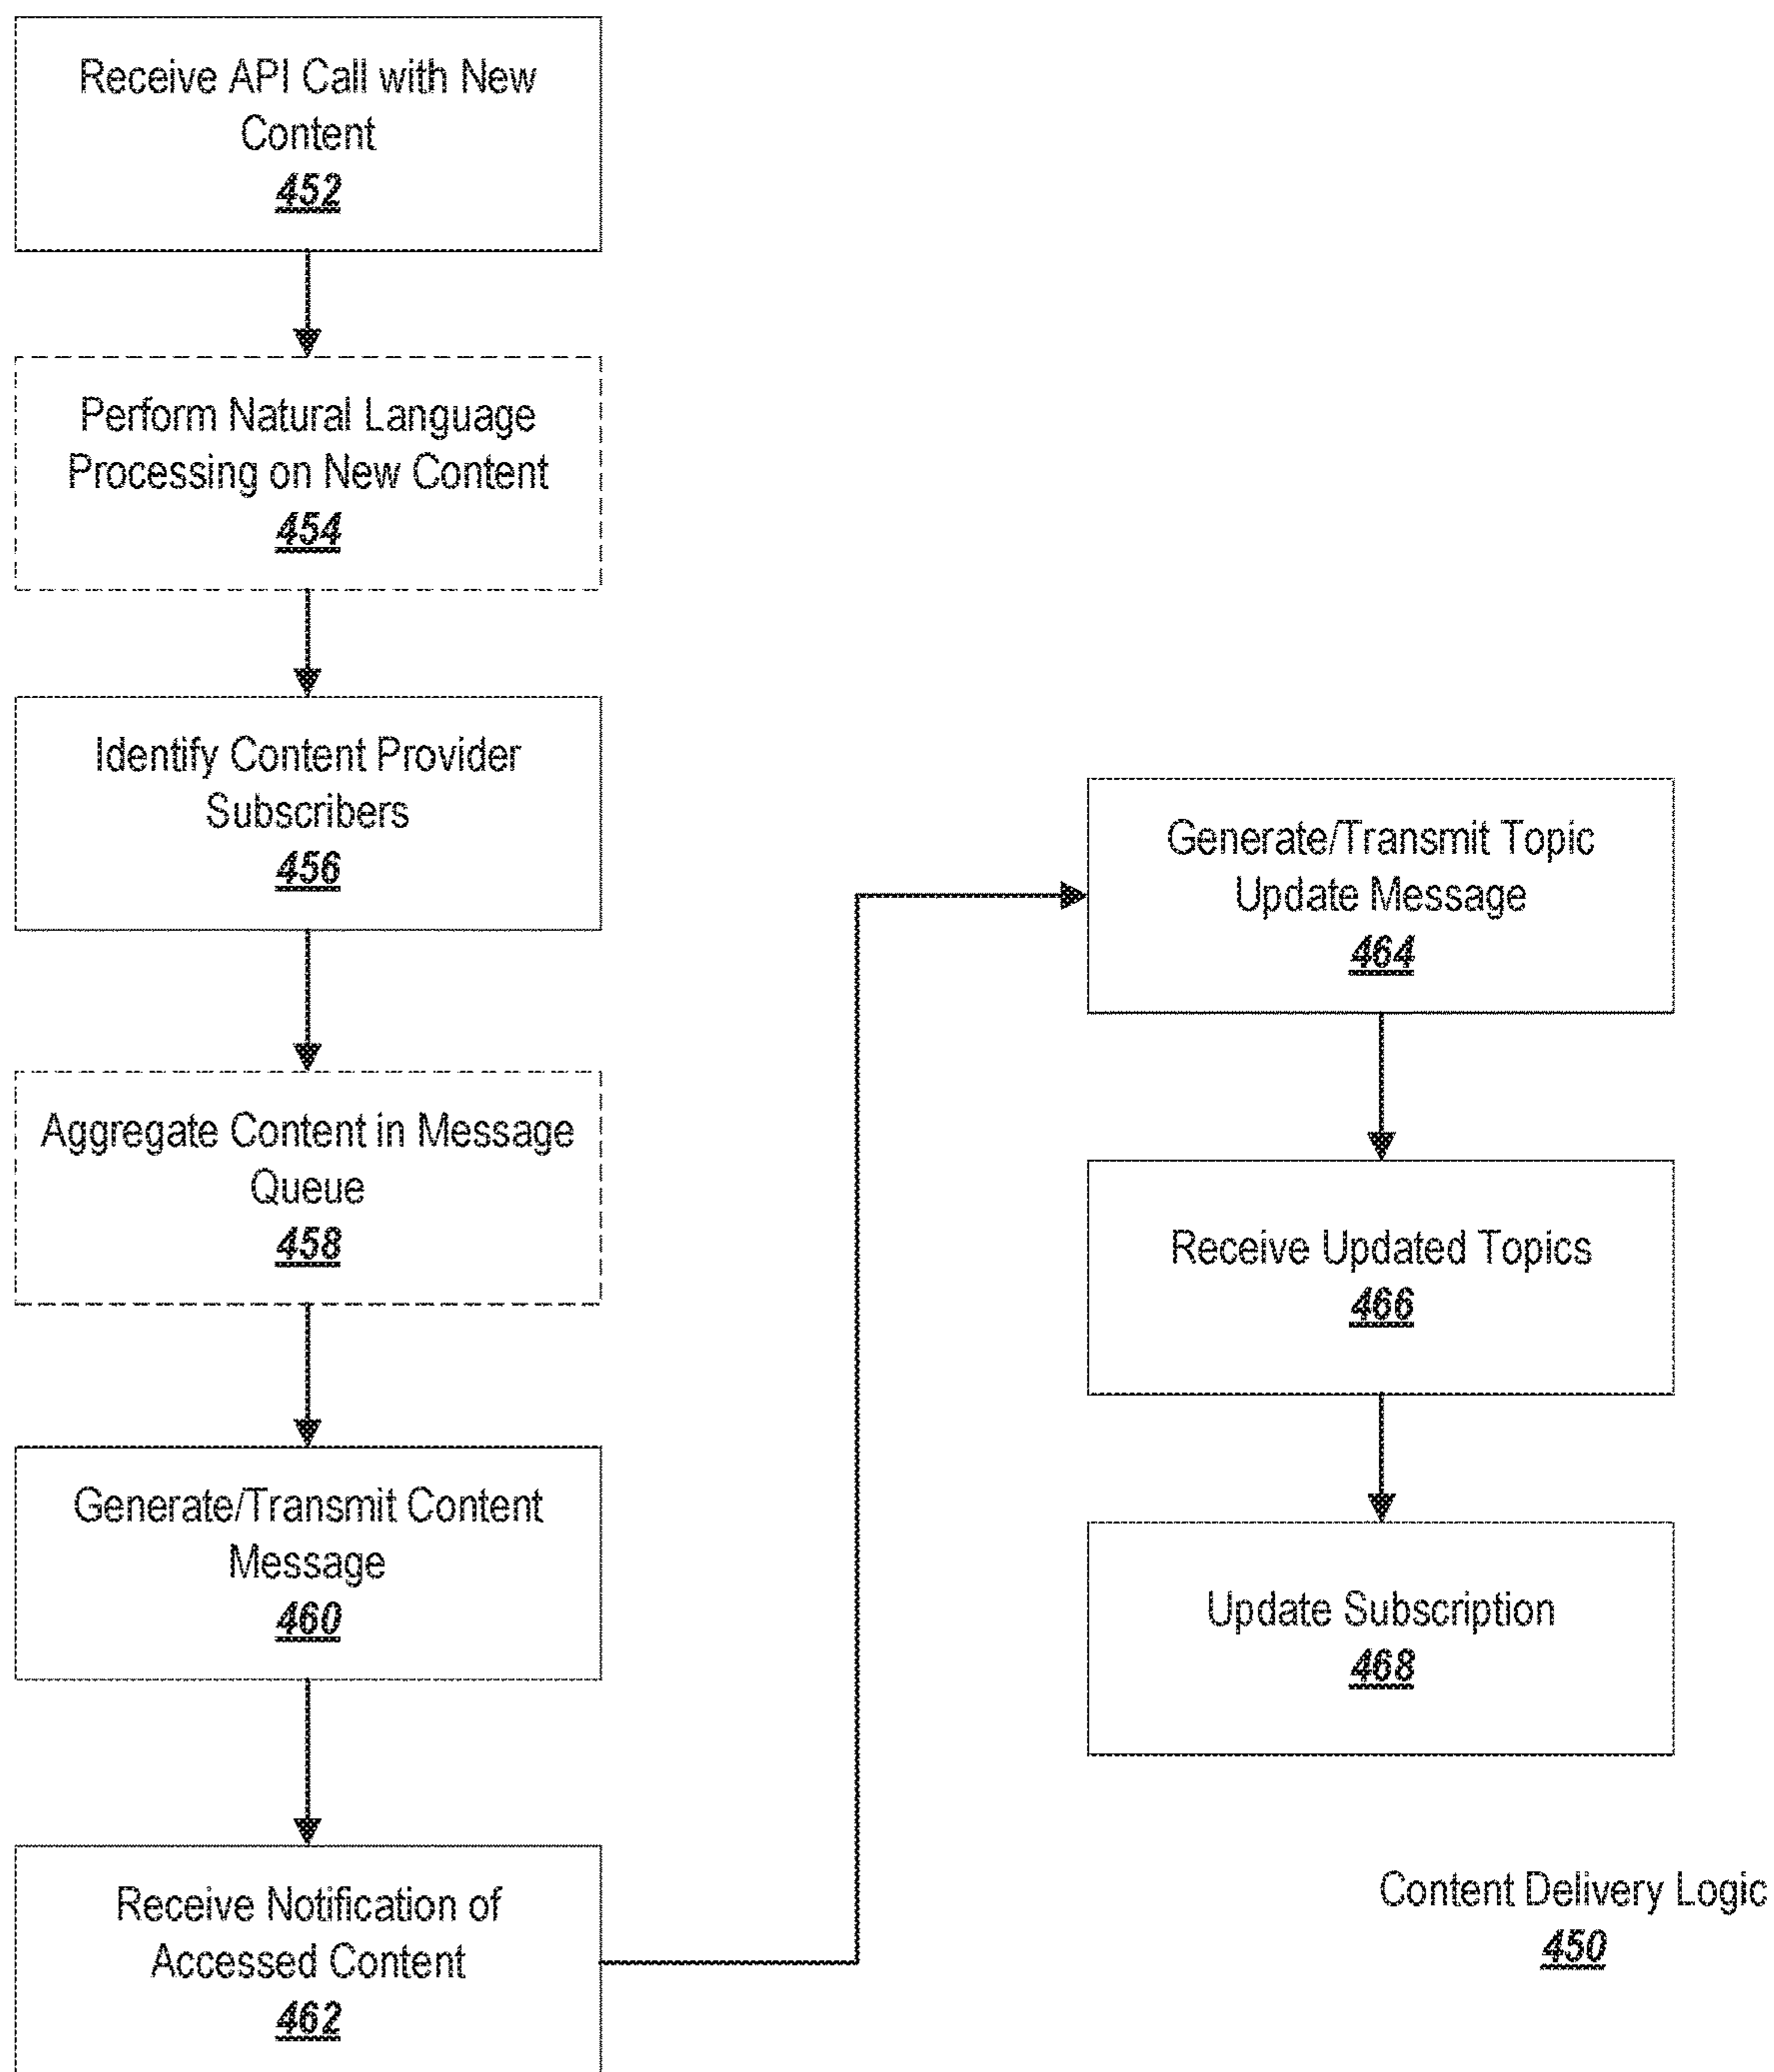 Receive API Call with New
Content
452
Perform Natural Language
Processing on New Content
454
Identify Content Provider
Subscribers
456
Aggregate Content in Message
Queue
458
Generate/Transmit Content
Message
460
Receive Notification of
Accessed Content
462
Generate/Transmit Topic
Update Message
464
Receive Updated Topics
466
Update Subscription
468
Content Delivery Logic
450